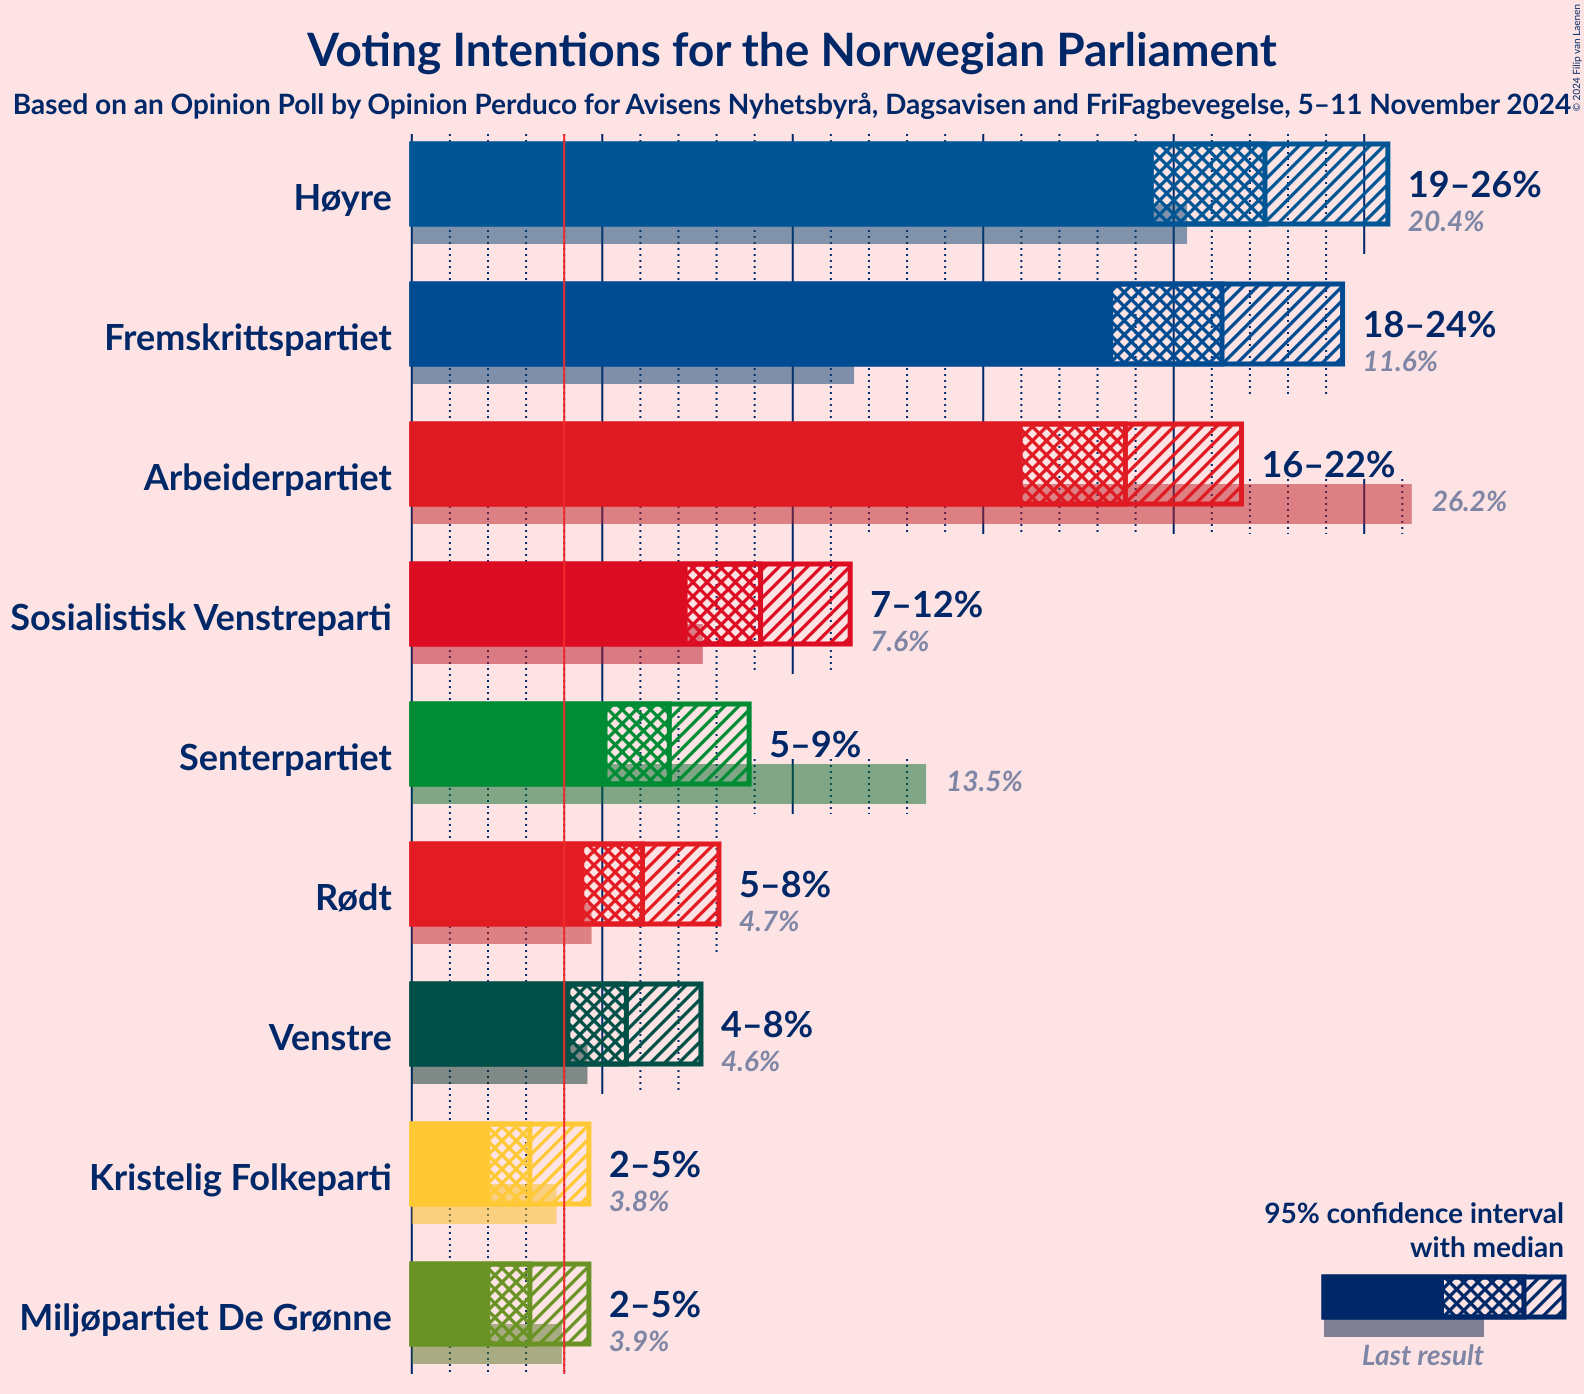 Voting Intentions for the Norwegian Parliament
Based on an Opinion Poll by Opinion Perduco for Avisens Nyhetsbyrå, Dagsavisen and FriFagbevegelse, 5–11 November 2024
© 2024 Filip van Laenen
Høyre
19–26%
20.4%
Fremskrittspartiet
18–24%
11.6%
Arbeiderpartiet
16–22%
26.2%
Sosialistisk Venstreparti
7–12%
7.6%
Senterpartiet
5–9%
13.5%
Rødt
5–8%
4.7%
Venstre
4–8%
4.6%
Kristelig Folkeparti
2–5%
3.8%
Miljøpartiet De Grønne
2–5%
3.9%
95% confidence interval
with median
Last result